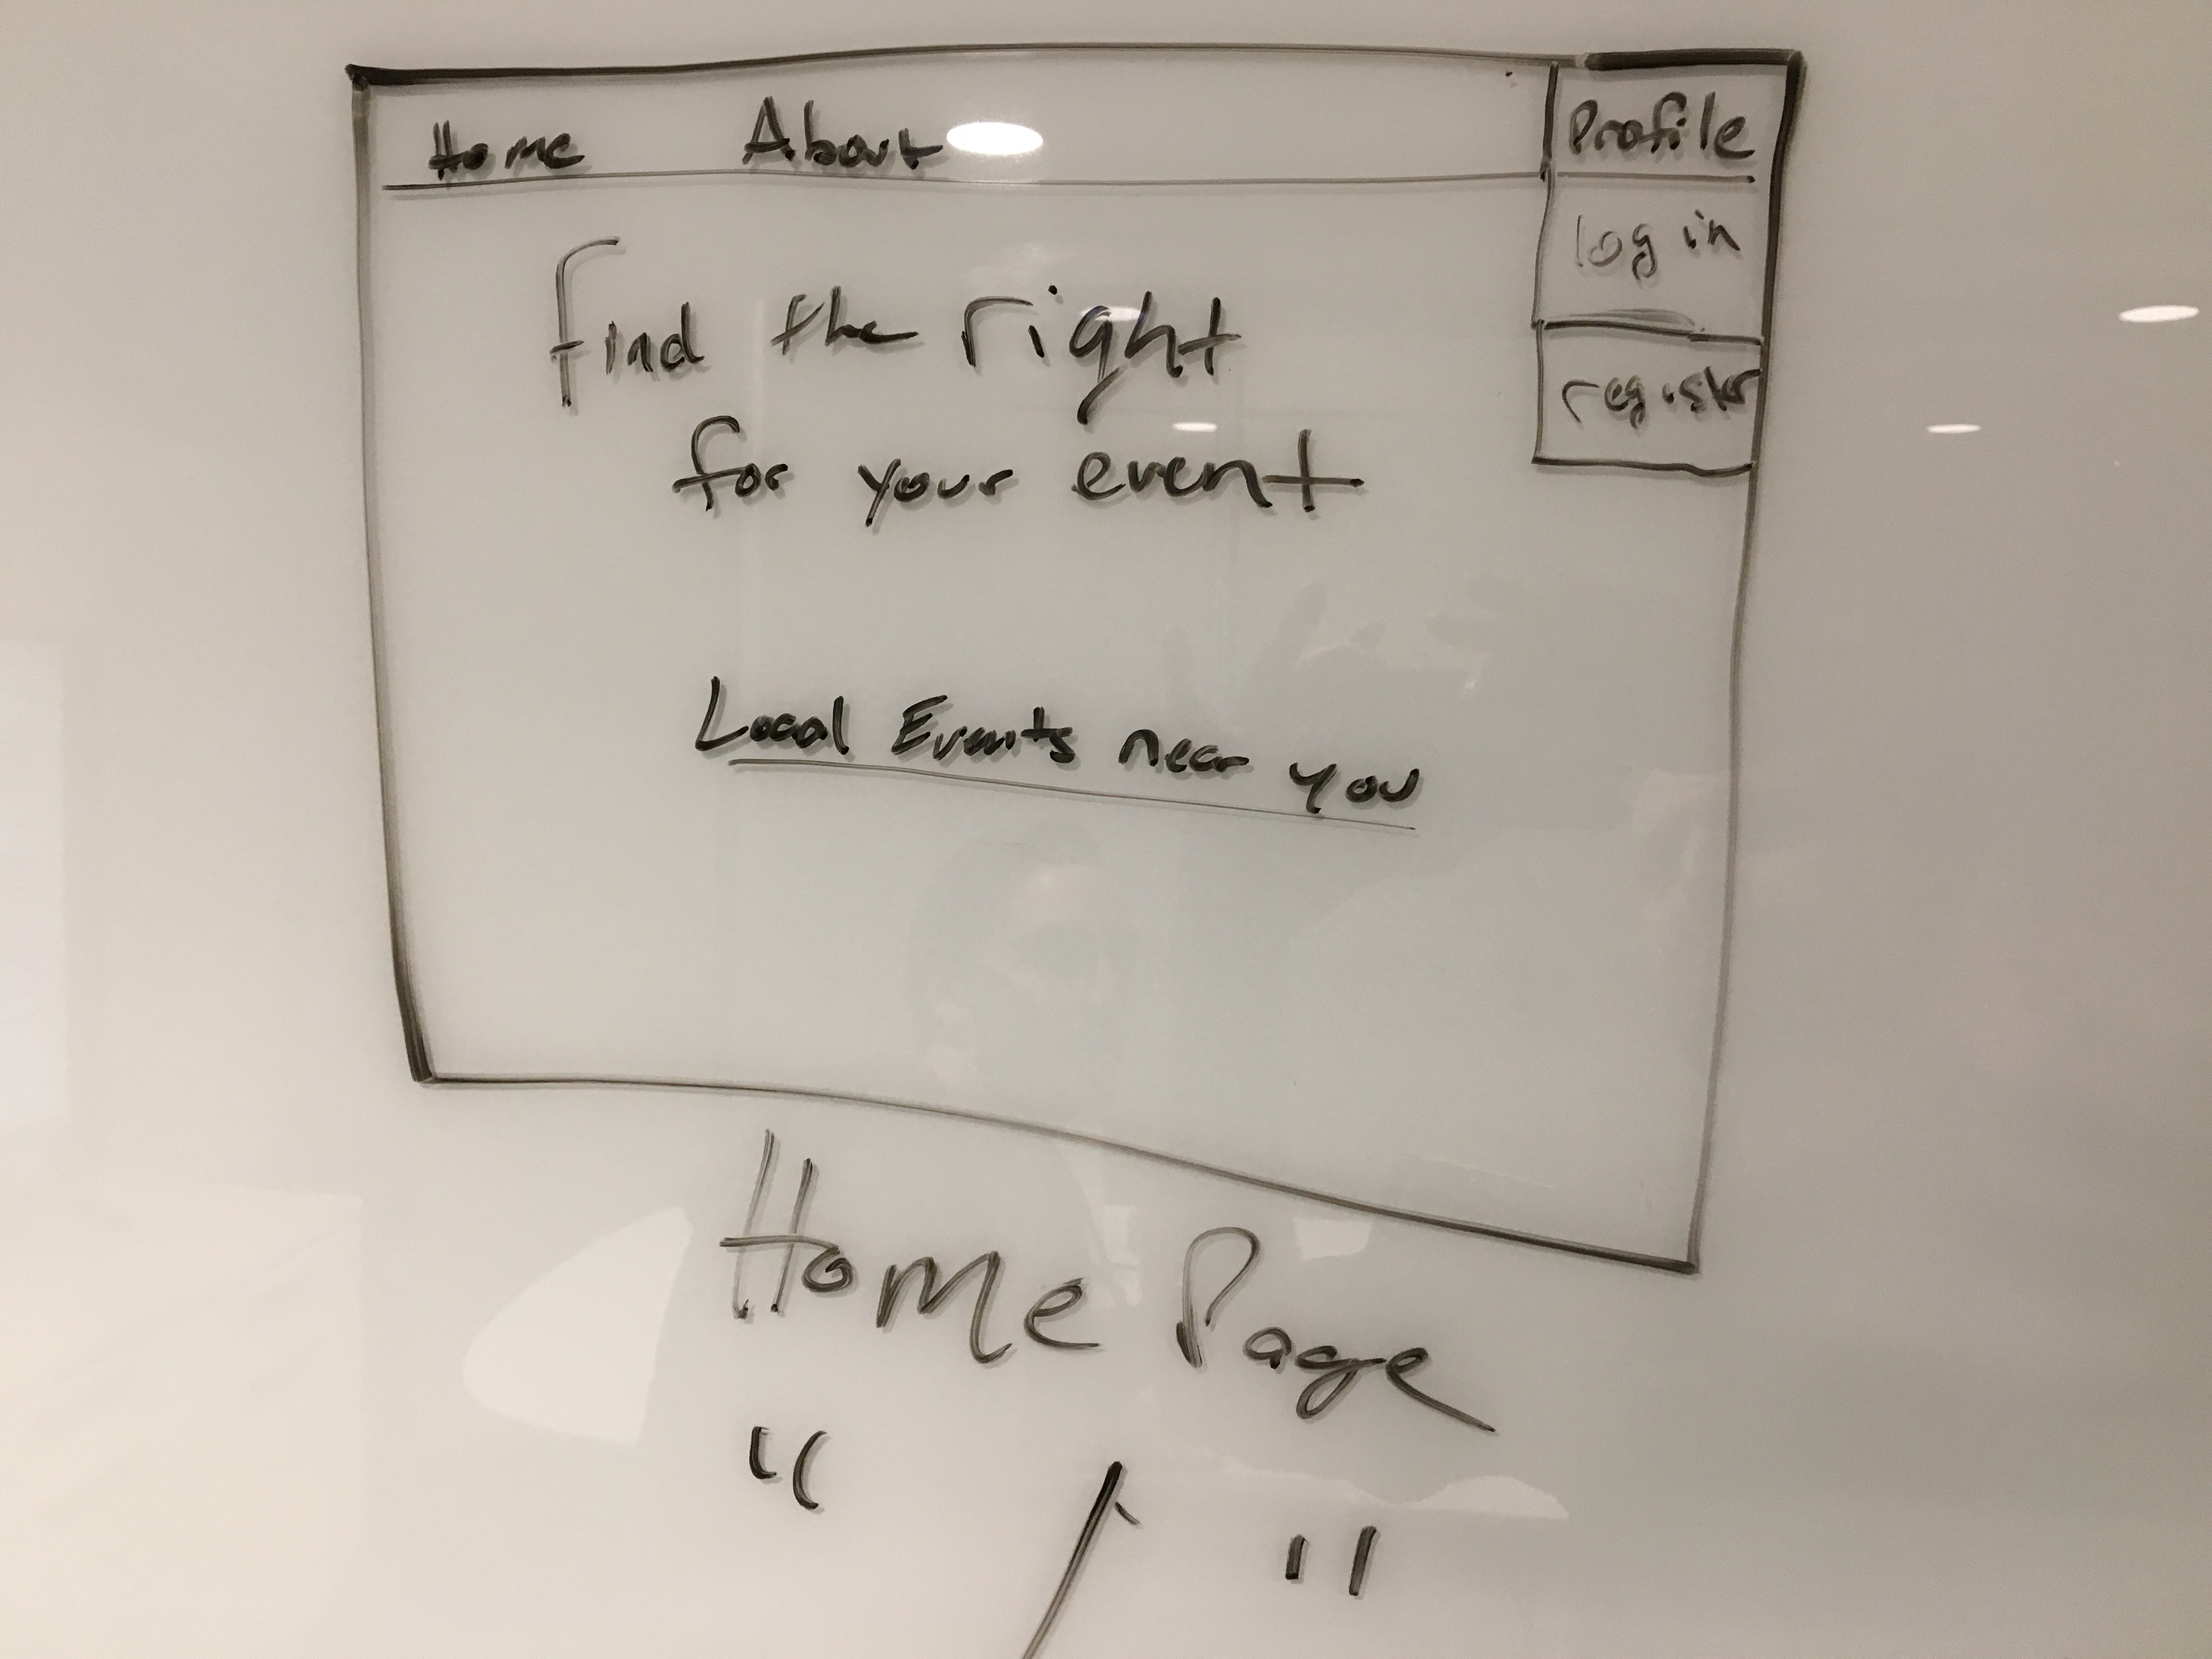 Home About Profile
log in
register
find the right
for your event
Local Events near you
Home Page
" / "